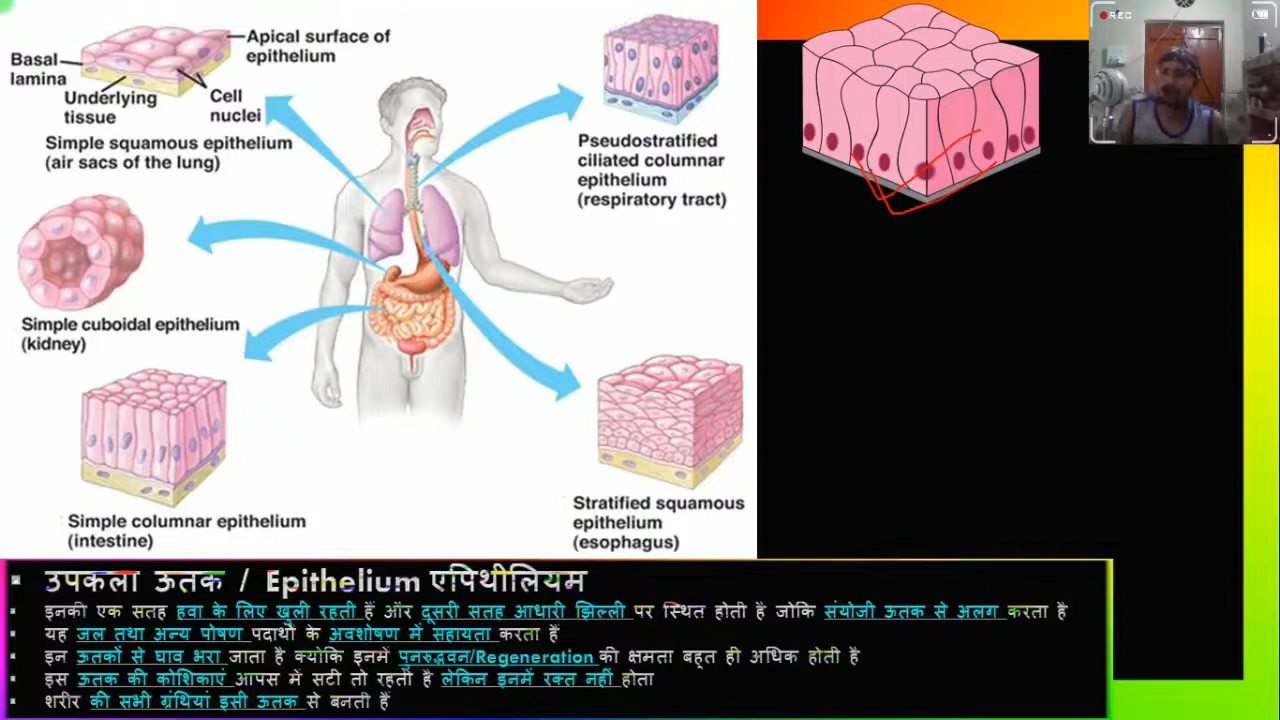 Apical surface of
epithelium
Basal
lamina
Underlying
tissue
Cell
nuclei
Simple squamous epithelium
(air sacs of the lung)
Pseudostratified
ciliated columnar
epithelium
(respiratory tract)
Simple cuboidal epithelium
(kidney)
Simple columnar epithelium
(intestine)
Stratified squamous
epithelium
(esophagus)
REC
उपकला ऊतक / Epithelium एपिथीलियम
इनकी एक सतह हवा के लिए खुली रहती हैं और दूसरी सतह आधारी झिल्ली पर स्थित होती है जोकि संयोजी ऊतक से अलग करता है
यह जल तथा अन्य पोषण पदार्थों के अवशोषण में सहायता करता हैं
इन ऊतकों से घाव भरा जाता है क्योकि इनमें पुनरुद्भवन/Regeneration की क्षमता बहुत ही अधिक होती है
इस ऊतक की कोशिकाएं आपस में सटी तो रहती है लेकिन इनमें रक्त नहीं होता
शरीर की सभी ग्रंथियां इसी ऊतक से बनती हैं